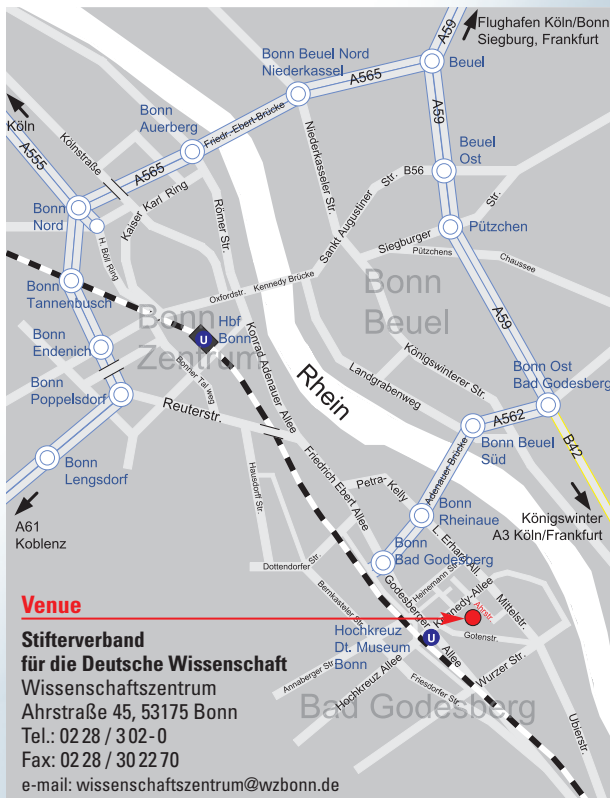 A59
Flughafen Köln/Bonn
Siegburg, Frankfurt
Bonn Beuel Nord
Niederkassel
A565
Beuel
Köln
Kölnstraße
Bonn
Auerberg
Friedr.-Ebert-Brücke
A59
A555
A565
Niederkasseler Str.
Beuel
Ost
B56
Bonn
Nord
Kaiser Karl Ring
Römer Str.
Sankt Augustiner Str.
Siegburger Str.
Pützchen
H. Böll Ring
Pützchens Chaussee
Bonn
Tannenbusch
Oxfordstr.
Kennedy Brücke
Bonn
Beuel
A59
Bonn
Zentrum
U
Hbf
Bonn
Bonn
Endenich
Konrad Adenauer Allee
Rhein
Königswinterer Str.
Bonn Ost
Bad Godesberg
Bonn
Poppelsdorf
Bonner Tal weg
Landgrabenweg
Reuterstr.
A562
Bonn Beuel
Süd
B42
Bonn
Lengsdorf
Hausdorff Str.
Friedrich Ebert Allee
Petra-Kelly
Adenauer Brücke
A61
Koblenz
Bonn
Rheinaue
Königswinter
A3 Köln/Frankfurt
L. Erhard All.
Bonn
Bad Godesberg
Dottendorfer Str.
Heinemann Str.
Bernkasteler Str.
Godesberger Allee
Kennedy-Allee
Ahrstr.
Mittelstr.
Gotenstr.
Hochkreuz
Dt. Museum
Bonn
U
Wurzer Str.
Annaberger Str.
Hochkreuz Allee
Friesdorfer Str.
Ubierstr.
Bad Godesberg
Venue
Stifterverband
für die Deutsche Wissenschaft
Wissenschaftszentrum
Ahrstraße 45, 53175 Bonn
Tel.: 02 28 / 3 02 - 0
Fax: 02 28 / 30 22 70
e-mail: wissenschaftszentrum@wzbonn.de